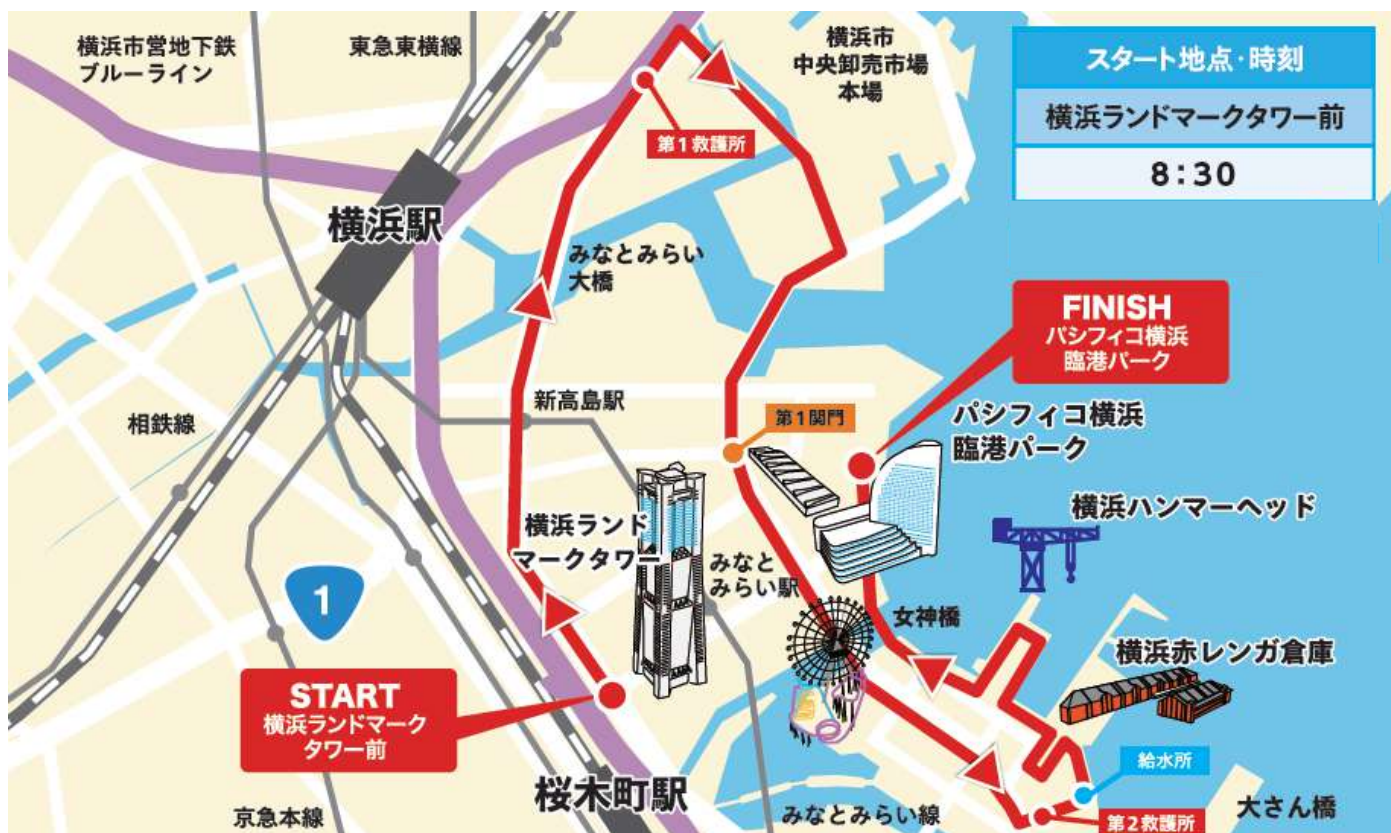 横浜市営地下鉄
ブルーライン
東急東横線
横浜市
中央卸売市場
本場
スタート地点・時刻
横浜ランドマークタワー前
8:30
第1救護所
横浜駅
みなとみらい
大橋
FINISH
パシフィコ横浜
臨港パーク
新高島駅
相鉄線
第1関門
パシフィコ横浜
臨港パーク
横浜ハンマーヘッド
横浜ランド
マークタワー
みなと
みらい駅
1
女神橋
横浜赤レンガ倉庫
START
横浜ランドマーク
タワー前
給水所
桜木町駅
京急本線
みなとみらい線
第2救護所
大さん橋